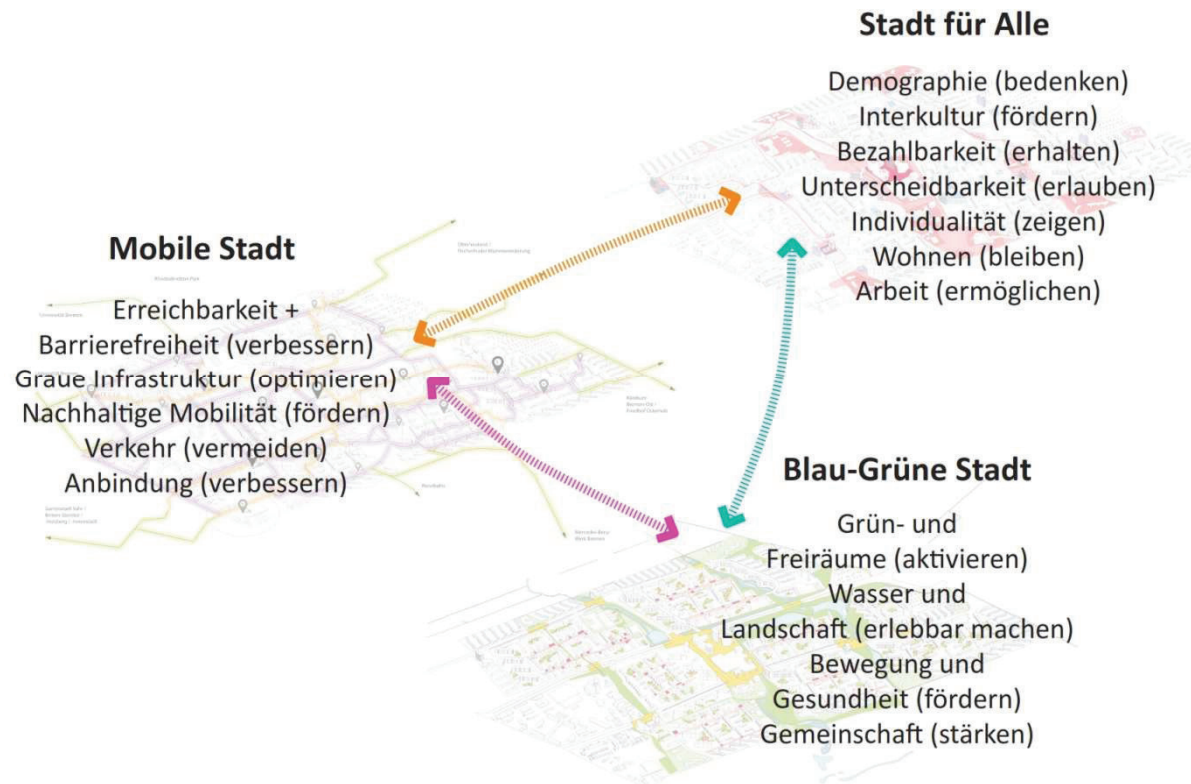 Stadt für Alle
Demographie (bedenken)
Interkultur (fördern)
Bezahlbarkeit (erhalten)
Unterscheidbarkeit (erlauben)
Individualität (zeigen)
Wohnen (bleiben)
Arbeit (ermöglichen)
Mobile Stadt
Erreichbarkeit +
Barrierefreiheit (verbessern)
Graue Infrastruktur (optimieren)
Nachhaltige Mobilität (fördern)
Verkehr (vermeiden)
Anbindung (verbessern)
Blau-Grüne Stadt
Grün- und
Freiräume (aktivieren)
Wasser und
Landschaft (erlebbar machen)
Bewegung und
Gesundheit (fördern)
Gemeinschaft (stärken)